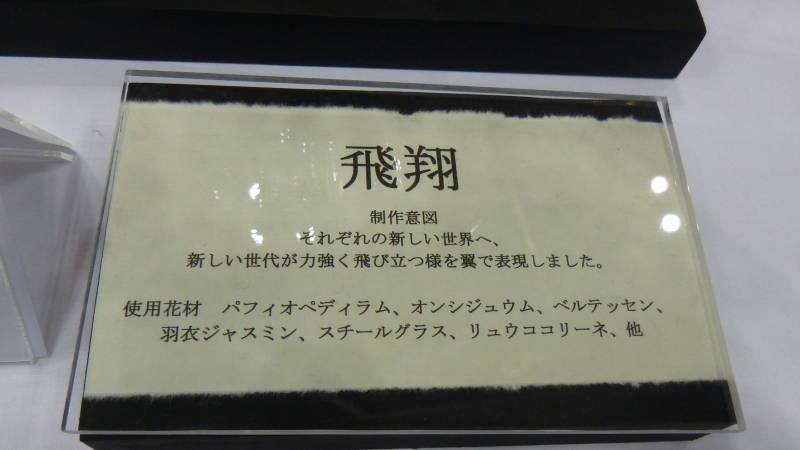 飛翔
制作意図
それぞれの新しい世界へ、
新しい世代が力強く飛び立つ様を翼で表現しました。
使用花材　パフィオペディラム、オンシジュウム、ベルテッセン、
羽衣ジャスミン、スチールグラス、リュウココリーネ、他